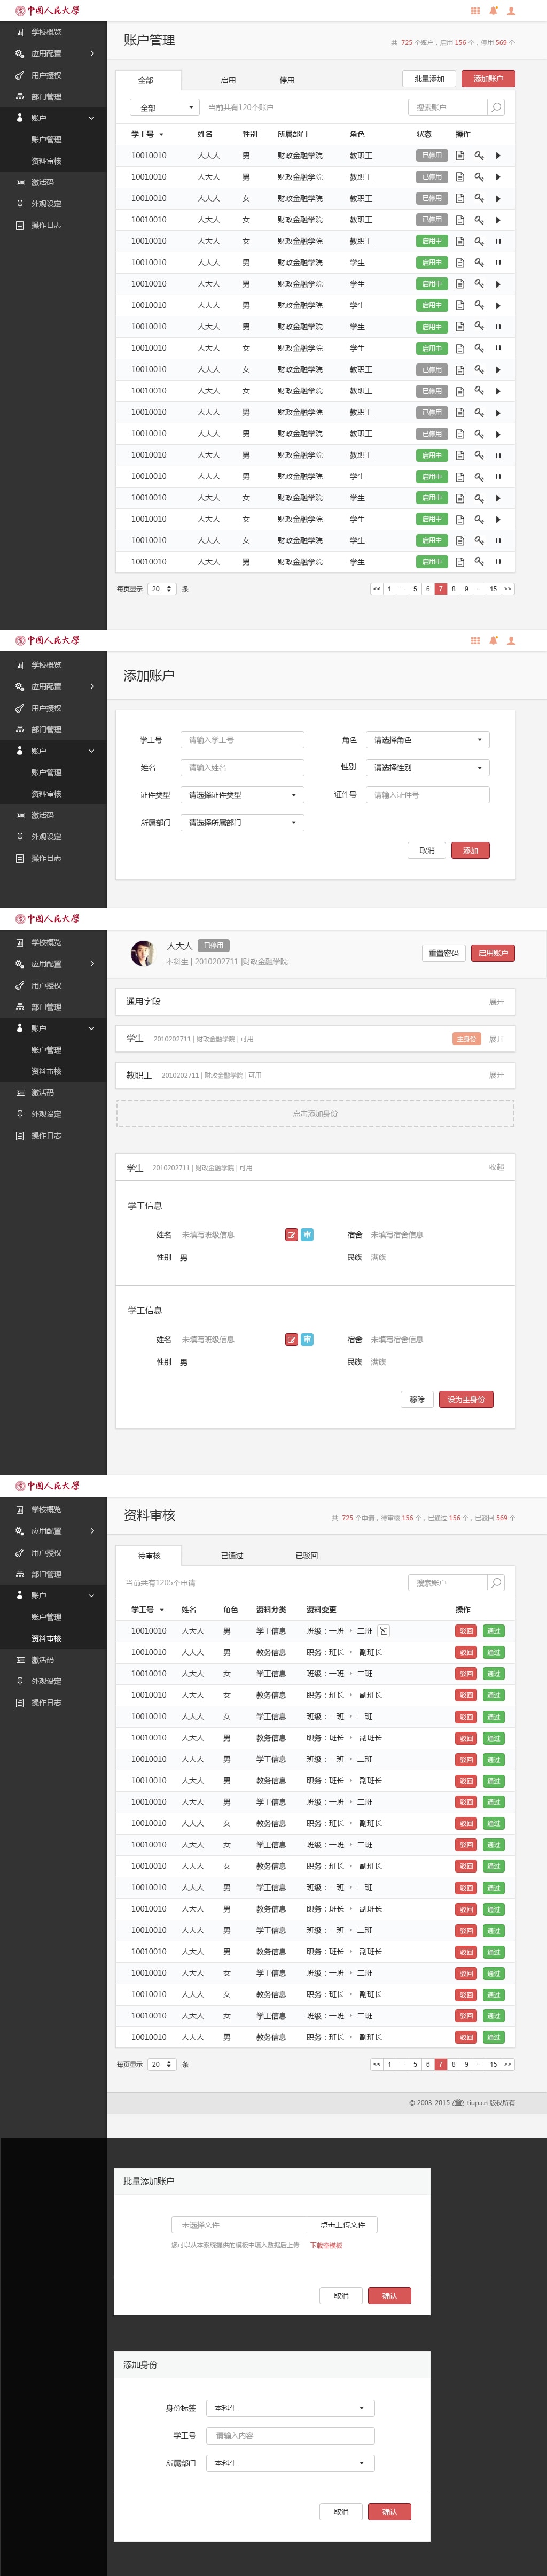 中国人民大学
学校概览
应用配置
用户授权
部门管理
账户
账户管理
资料审核
激活码
外观设定
操作日志
账户管理
共 725 个账户，启用 156 个，停用 569 个
全部 启用 停用 批量添加 添加账户
全部 当前共有120个账户 搜索账户
学工号 姓名 性别 所属部门 角色 状态 操作
10010010 人大人 男 财政金融学院 教职工 已停用
10010010 人大人 男 财政金融学院 教职工 已停用
10010010 人大人 女 财政金融学院 教职工 已停用
10010010 人大人 女 财政金融学院 教职工 已停用
10010010 人大人 女 财政金融学院 教职工 启用中
10010010 人大人 男 财政金融学院 学生 启用中
10010010 人大人 男 财政金融学院 学生 启用中
10010010 人大人 男 财政金融学院 学生 启用中
10010010 人大人 男 财政金融学院 学生 启用中
10010010 人大人 女 财政金融学院 学生 启用中
10010010 人大人 女 财政金融学院 教职工 已停用
10010010 人大人 女 财政金融学院 教职工 已停用
10010010 人大人 男 财政金融学院 教职工 已停用
10010010 人大人 男 财政金融学院 教职工 已停用
10010010 人大人 男 财政金融学院 教职工 启用中
10010010 人大人 男 财政金融学院 学生 启用中
10010010 人大人 女 财政金融学院 学生 启用中
10010010 人大人 女 财政金融学院 学生 启用中
10010010 人大人 女 财政金融学院 学生 启用中
10010010 人大人 男 财政金融学院 学生 启用中
每页显示 20 条 << 1 ... 5 6 7 8 9 ... 15 >>
中国人民大学
学校概览
应用配置
用户授权
部门管理
账户
账户管理
资料审核
激活码
外观设定
操作日志
添加账户
学工号 请输入学工号 角色 请选择角色
姓名 请输入姓名 性别 请选择性别
证件类型 请选择证件类型 证件号 请输入证件号
所属部门 请选择所属部门
取消 添加
中国人民大学
学校概览
应用配置
用户授权
部门管理
账户
账户管理
资料审核
激活码
外观设定
操作日志
人大人 已停用
本科生 | 2010202711 |财政金融学院
重置密码 启用账户
通用字段 展开
学生 2010202711 | 财政金融学院 | 可用 主身份 展开
教职工 2010202711 | 财政金融学院 | 可用 展开
点击添加身份
学生 2010202711 | 财政金融学院 | 可用 收起
学工信息
姓名 未填写班级信息 审 宿舍 未填写宿舍信息
性别 男 民族 满族
学工信息
姓名 未填写班级信息 审 宿舍 未填写宿舍信息
性别 男 民族 满族
移除 设为主身份
中国人民大学
学校概览
应用配置
用户授权
部门管理
账户
账户管理
资料审核
激活码
外观设定
操作日志
资料审核
共 725 个申请，待审核 156 个，已通过 156 个，已驳回 569 个
待审核 已通过 已驳回
当前共有1205个申请 搜索账户
学工号 姓名 角色 资料分类 资料变更 操作
10010010 人大人 男 学工信息 班级：一班 二班 驳回 通过
10010010 人大人 男 教务信息 职务：班长 副班长 驳回 通过
10010010 人大人 女 学工信息 班级：一班 二班 驳回 通过
10010010 人大人 女 教务信息 职务：班长 副班长 驳回 通过
10010010 人大人 女 学工信息 班级：一班 二班 驳回 通过
10010010 人大人 男 教务信息 职务：班长 副班长 驳回 通过
10010010 人大人 男 学工信息 班级：一班 二班 驳回 通过
10010010 人大人 男 教务信息 职务：班长 副班长 驳回 通过
10010010 人大人 男 学工信息 班级：一班 二班 驳回 通过
10010010 人大人 女 教务信息 职务：班长 副班长 驳回 通过
10010010 人大人 女 学工信息 班级：一班 二班 驳回 通过
10010010 人大人 女 教务信息 职务：班长 副班长 驳回 通过
10010010 人大人 男 学工信息 班级：一班 二班 驳回 通过
10010010 人大人 男 教务信息 职务：班长 副班长 驳回 通过
10010010 人大人 男 学工信息 班级：一班 二班 驳回 通过
10010010 人大人 男 教务信息 职务：班长 副班长 驳回 通过
10010010 人大人 女 学工信息 班级：一班 二班 驳回 通过
10010010 人大人 女 教务信息 职务：班长 副班长 驳回 通过
10010010 人大人 女 学工信息 班级：一班 二班 驳回 通过
10010010 人大人 男 教务信息 职务：班长 副班长 驳回 通过
每页显示 20 条 << 1 ... 5 6 7 8 9 ... 15 >>
© 2003-2015 tiup.cn 版权所有
批量添加账户
未选择文件 点击上传文件
您可以从本系统提供的模板中填入数据后上传 下载空模板
取消 确认
添加身份
身份标签 本科生
学工号 请输入内容
所属部门 本科生
取消 确认